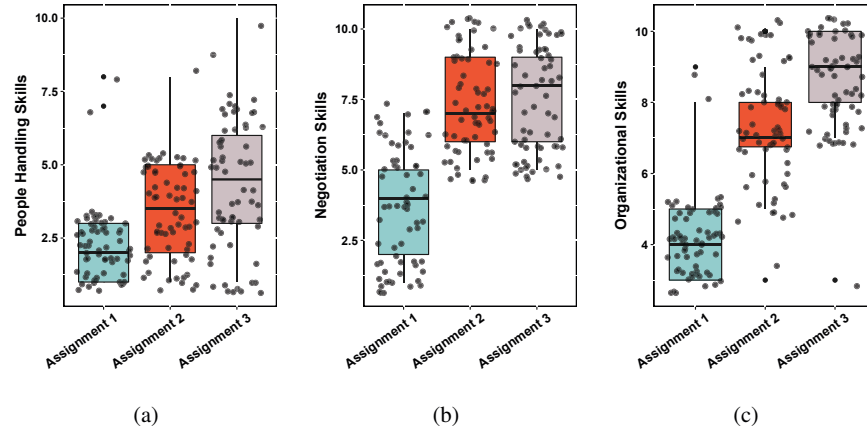 People Handling Skills
10.0
7.5
5.0
2.5
Assignment 1
Assignment 2
Assignment 3
(a)
Negotiation Skills
10.0
7.5
5.0
2.5
Assignment 1
Assignment 2
Assignment 3
(b)
Organizational Skills
10
8
6
4
Assignment 1
Assignment 2
Assignment 3
(c)